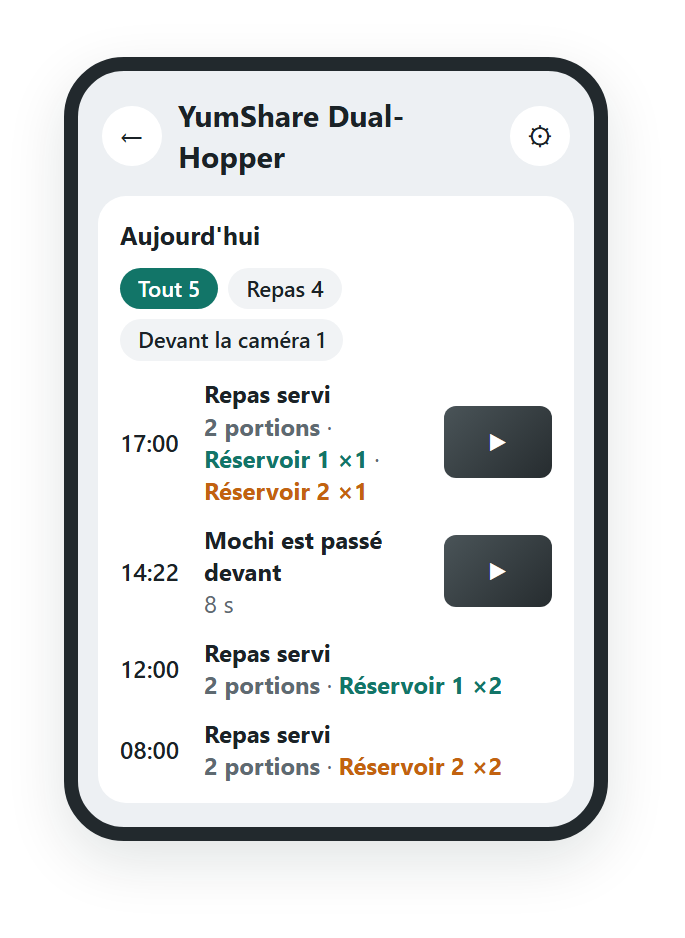 YumShare Dual-
Hopper
Aujourd'hui
Tout 5
Repas 4
Devant la caméra 1
17:00
Repas servi
2 portions ·
Réservoir 1 ×1 ·
Réservoir 2 ×1
14:22
Mochi est passé
devant
8 s
12:00
Repas servi
2 portions · Réservoir 1 ×2
08:00
Repas servi
2 portions · Réservoir 2 ×2